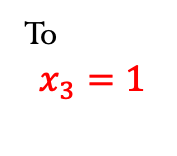 To
x₃ = 1